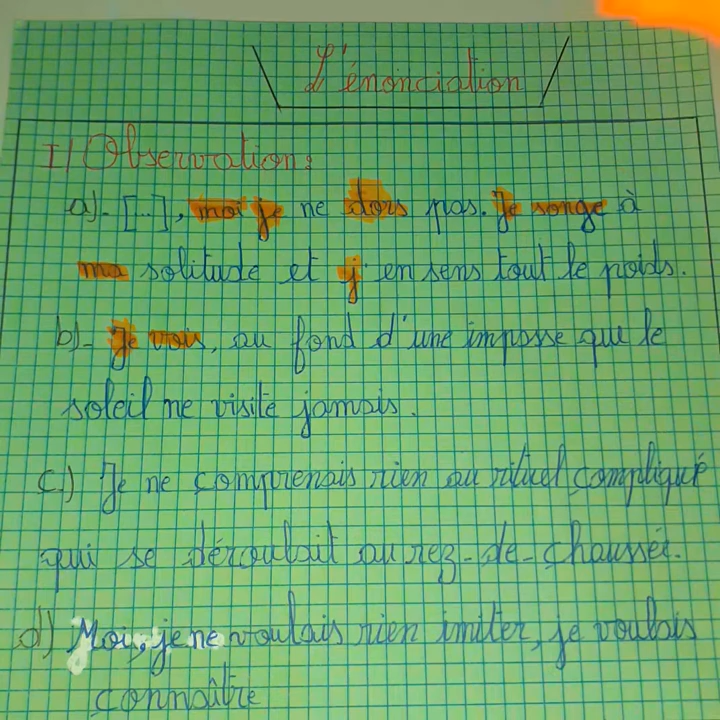 L'énonciation
I/ Observation:
a)- [...], moi je ne dors pas. Je songe à
ma solitude et j'en sens tout le poids.
b)- Je vois, au fond d'une impasse que le
soleil ne visite jamais.
c.) Je ne comprenais rien au rituel compliqué
qui se déroulait au rez-de-chaussée.
d) Moi, je ne voulais rien imiter, je voulais
connaître